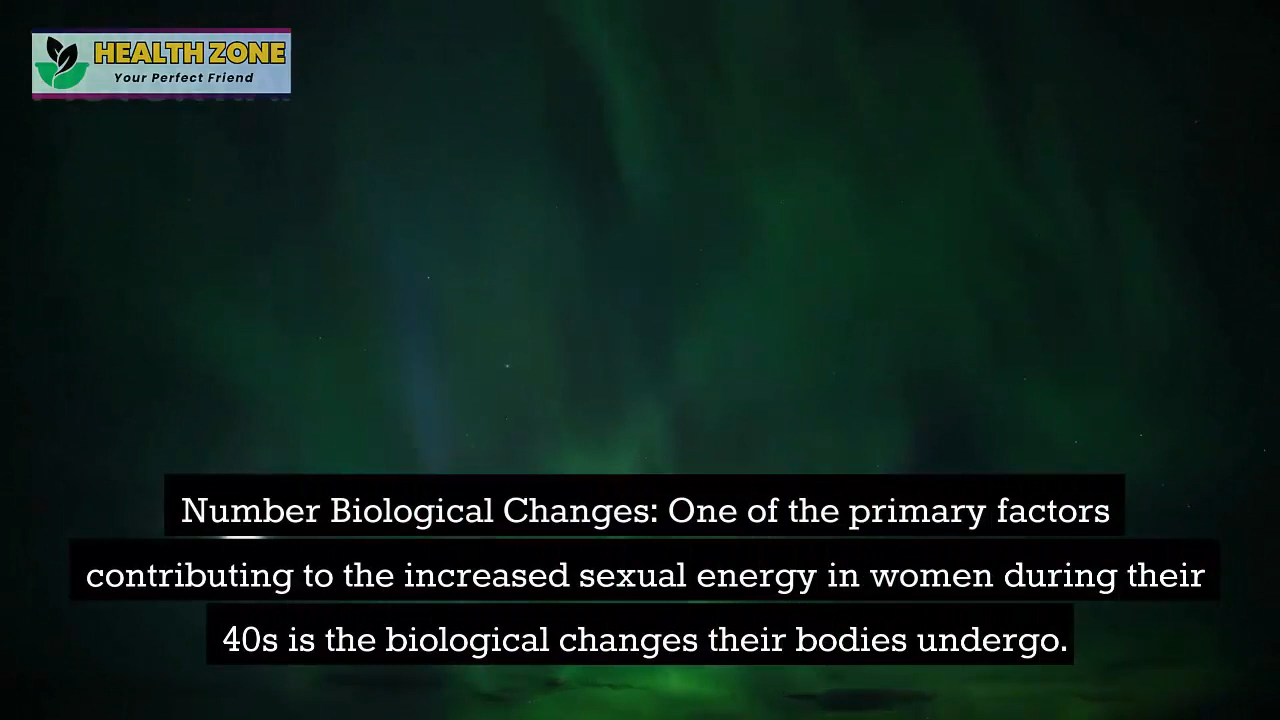 HEALTH ZONE
Your Perfect Friend
Number Biological Changes: One of the primary factors
contributing to the increased sexual energy in women during their
40s is the biological changes their bodies undergo.